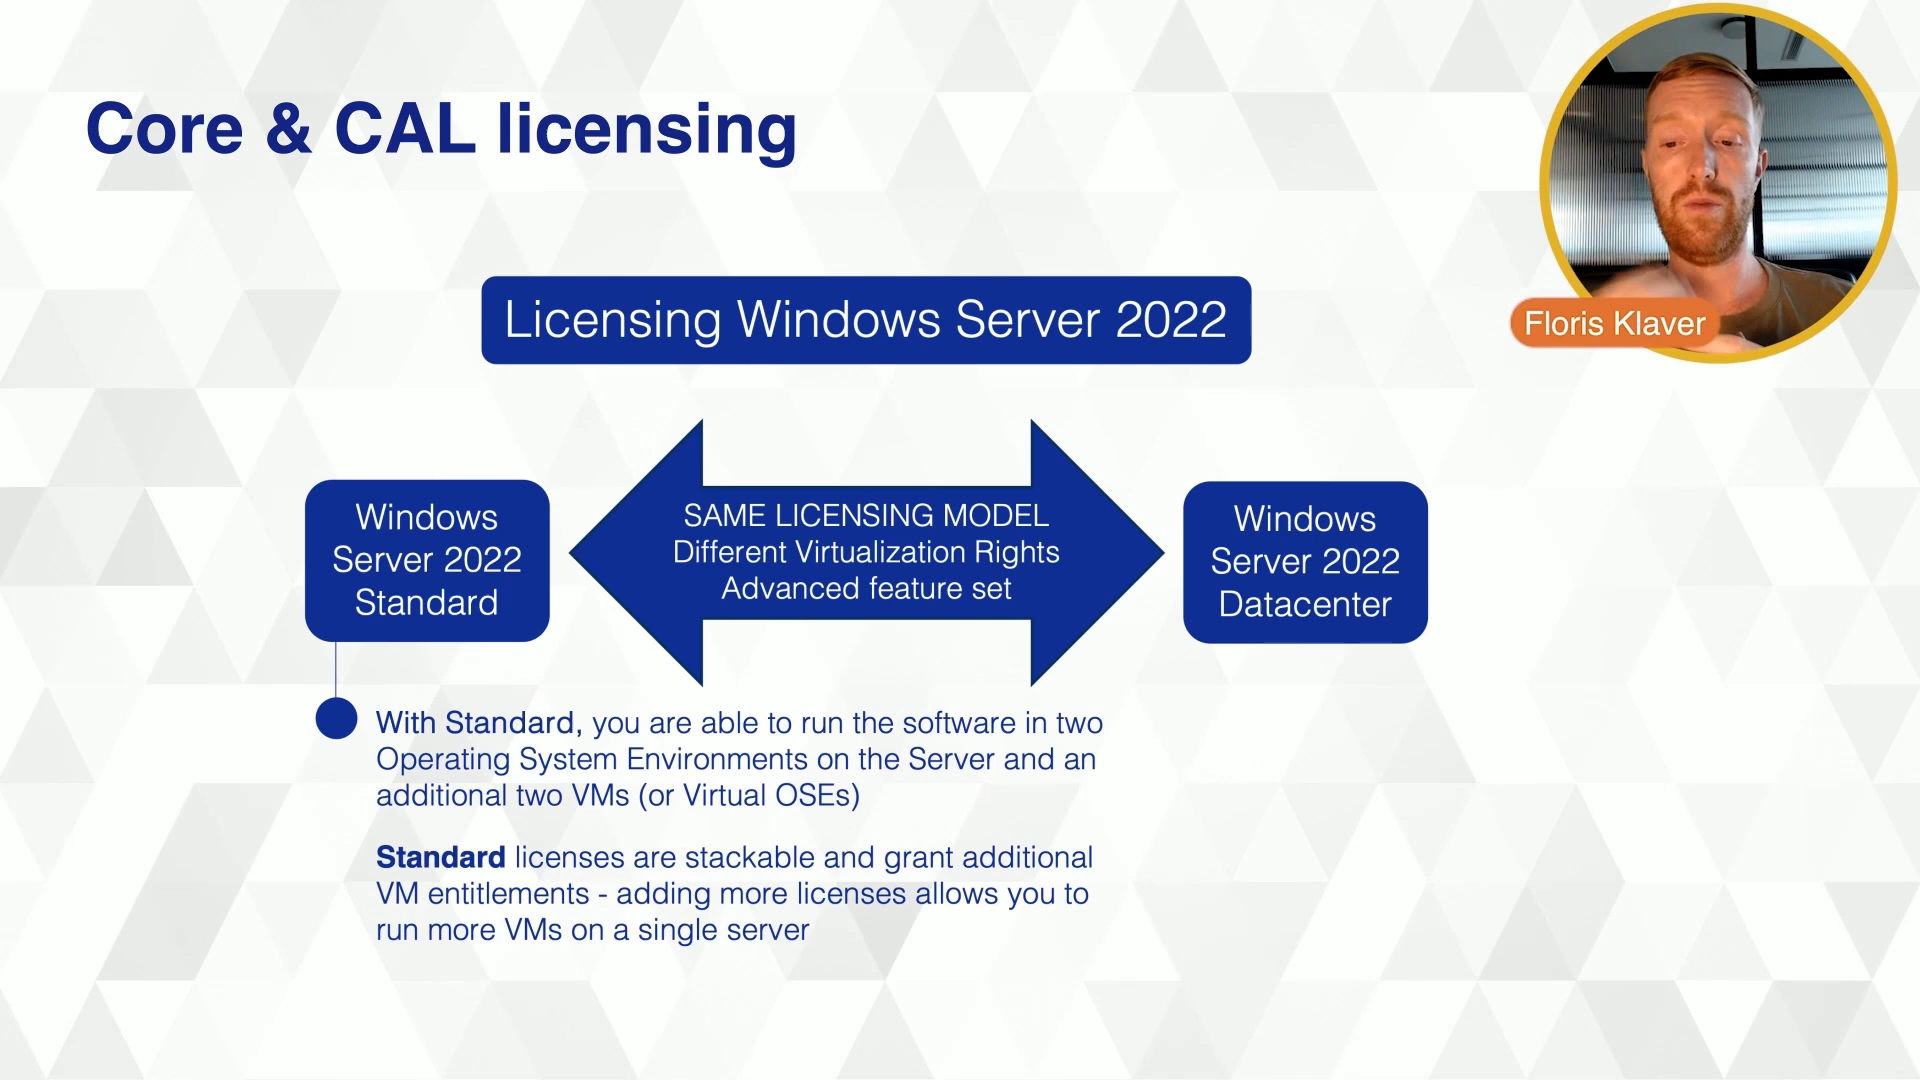 Core & CAL licensing
Floris Klaver
Licensing Windows Server 2022
Windows
Server 2022
Standard
SAME LICENSING MODEL
Different Virtualization Rights
Advanced feature set
Windows
Server 2022
Datacenter
With Standard, you are able to run the software in two
Operating System Environments on the Server and an
additional two VMs (or Virtual OSEs)
Standard licenses are stackable and grant additional
VM entitlements - adding more licenses allows you to
run more VMs on a single server